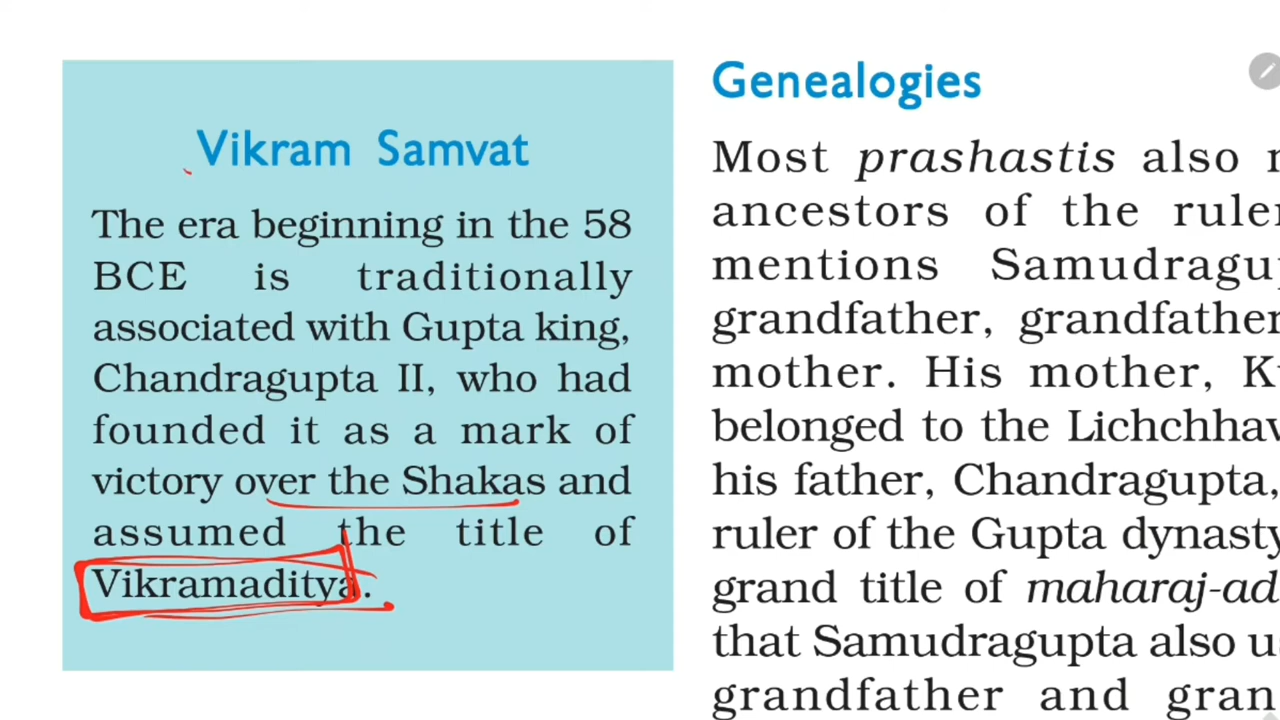 Vikram Samvat
The era beginning in the 58
BCE is traditionally
associated with Gupta king,
Chandragupta II, who had
founded it as a mark of
victory over the Shakas and
assumed the title of
Vikramaditya.
Genealogies
Most prashastis also
ancestors of the
mentions
grandfather,
mother. His mother,
belonged to the
his father, Chandragupta,
ruler of the Gupta dynasty
grand title of
that Samudragupta also
grandfather and